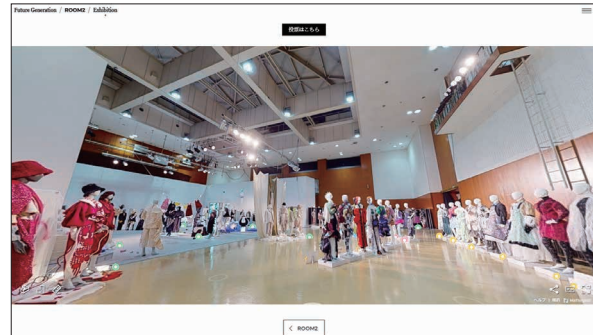 Future Generation / ROOM2 / Exhibition
投票はこちら
< ROOM2